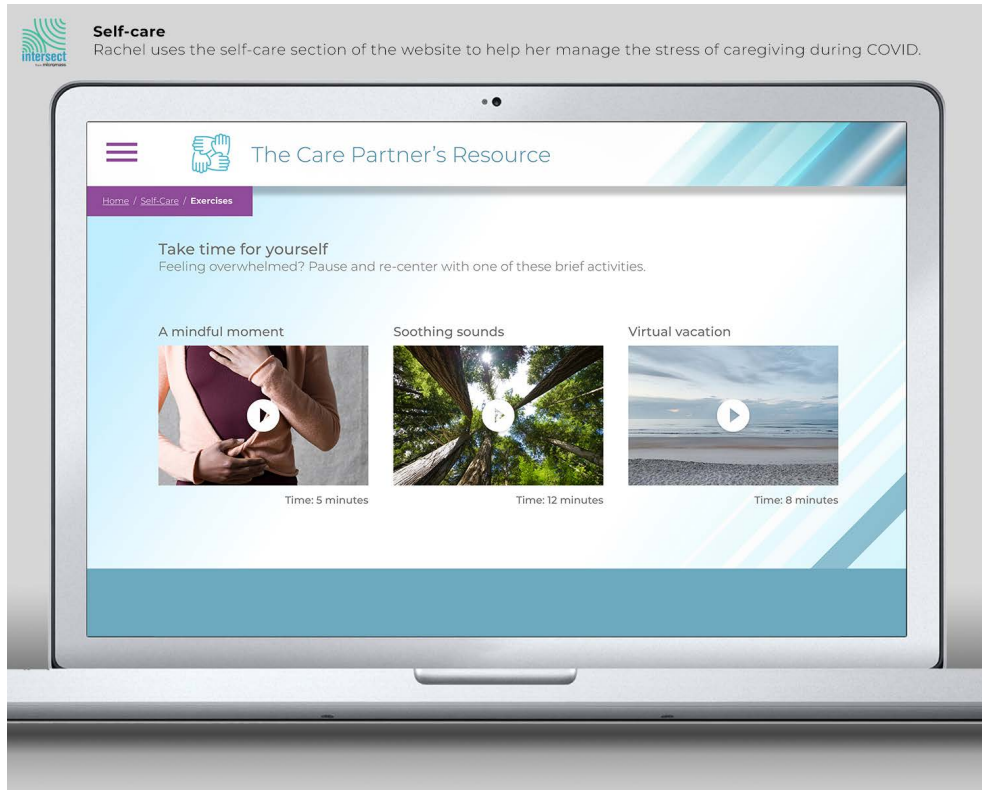 Self-care
Rachel uses the self-care section of the website to help her manage the stress of caregiving during COVID.
intersect
The Care Partner's Resource
Home / Self-Care / Exercises
Take time for yourself
Feeling overwhelmed? Pause and re-center with one of these brief activities.
A mindful moment
Soothing sounds
Virtual vacation
Time: 5 minutes
Time: 12 minutes
Time: 8 minutes